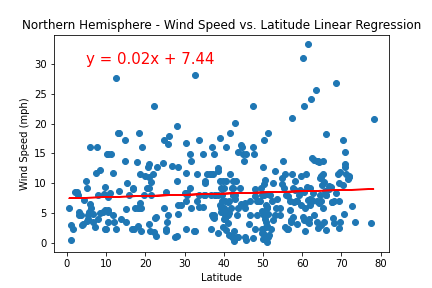 Northern Hemisphere - Wind Speed vs. Latitude Linear Regression
y = 0.02x + 7.44
Wind Speed (mph)
30
25
20
15
10
5
0
0 10 20 30 40 50 60 70 80
Latitude